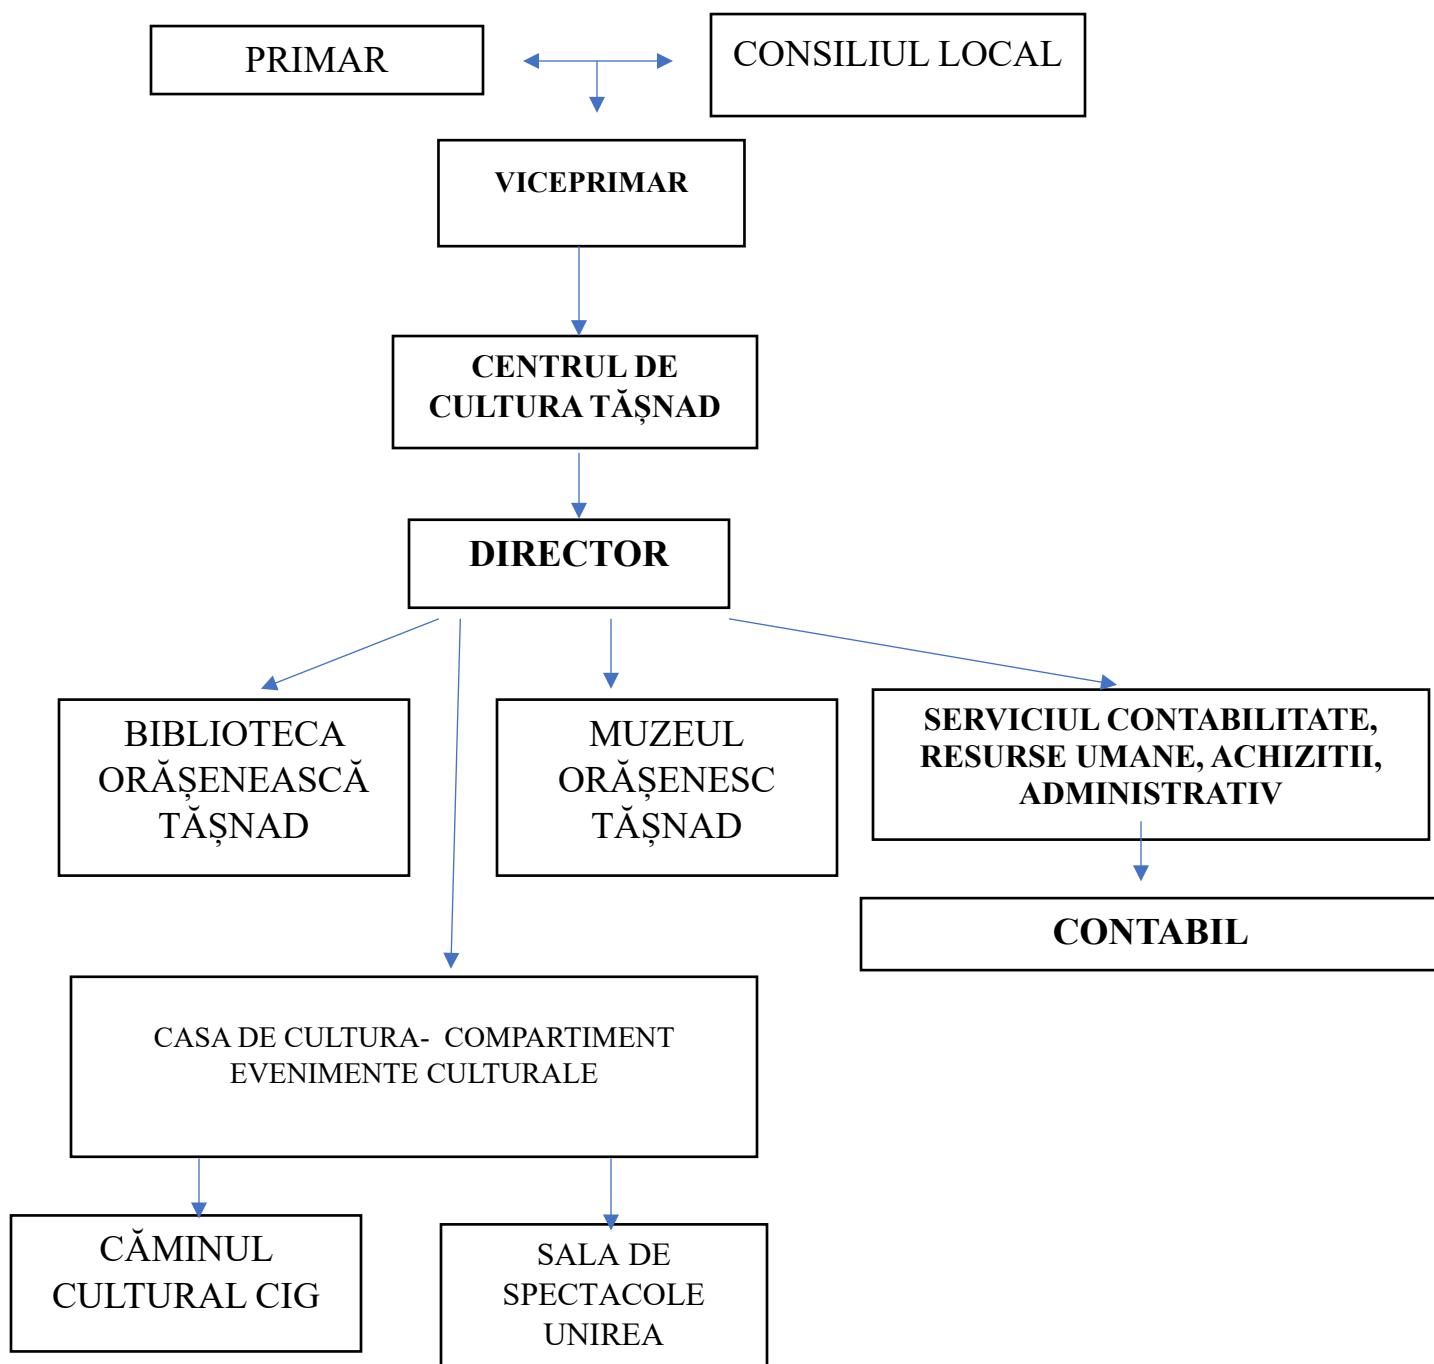 PRIMAR
CONSILIUL LOCAL
VICEPRIMAR
CENTRUL DE
CULTURA TĂȘNAD
DIRECTOR
BIBLIOTECA
ORĂȘENEASCĂ
TĂȘNAD
MUZEUL
ORĂȘENESC
TĂȘNAD
SERVICIUL CONTABILITATE,
RESURSE UMANE, ACHIZITII,
ADMINISTRATIV
CONTABIL
CASA DE CULTURA- COMPARTIMENT
EVENIMENTE CULTURALE
CĂMINUL
CULTURAL CIG
SALA DE
SPECTACOLE
UNIREA